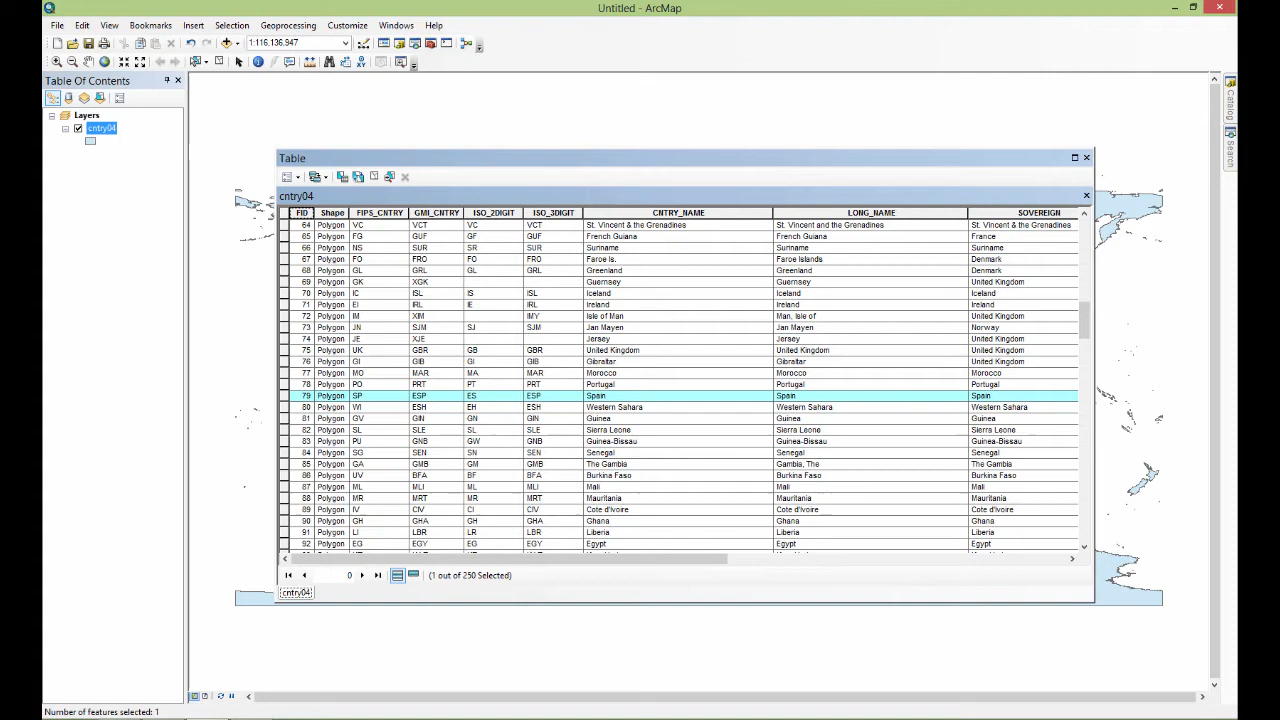 Untitled - ArcMap
File Edit View Bookmarks Insert Selection Geoprocessing Customize Windows Help
1:116.136.947
Table Of Contents
Layers
cntry04
Table
cntry04
FID Shape FIPS_CNTRY GMI_CNTRY ISO_2DIGIT ISO_3DIGIT CNTRY_NAME LONG_NAME SOVEREIGN
64 Polygon VC VCT VC VCT St. Vincent & the Grenadines St. Vincent and the Grenadines St. Vincent & the Grenadines
65 Polygon FG GUF GF GUF French Guiana French Guiana France
66 Polygon NS SUR SR SUR Suriname Suriname Suriname
67 Polygon FO FRO FO FRO Faroe Is. Faroe Islands Denmark
68 Polygon GL GRL GL GRL Greenland Greenland Denmark
69 Polygon GK XGK Guernsey Guernsey United Kingdom
70 Polygon IC ISL IS ISL Iceland Iceland Iceland
71 Polygon EI IRL IE IRL Ireland Ireland Ireland
72 Polygon IM XIM IMY Isle of Man Man, Isle of United Kingdom
73 Polygon JN SJM SJ SJM Jan Mayen Jan Mayen Norway
74 Polygon JE XJE Jersey Jersey United Kingdom
75 Polygon UK GBR GB GBR United Kingdom United Kingdom United Kingdom
76 Polygon GI GIB GI GIB Gibraltar Gibraltar United Kingdom
77 Polygon MO MAR MA MAR Morocco Morocco Morocco
78 Polygon PO PRT PT PRT Portugal Portugal Portugal
79 Polygon SP ESP ES ESP Spain Spain Spain
80 Polygon WI ESH EH ESH Western Sahara Western Sahara Western Sahara
81 Polygon GV GIN GN GIN Guinea Guinea Guinea
82 Polygon SL SLE SL SLE Sierra Leone Sierra Leone Sierra Leone
83 Polygon PU GNB GW GNB Guinea-Bissau Guinea-Bissau Guinea-Bissau
84 Polygon SG SEN SN SEN Senegal Senegal Senegal
85 Polygon GA GMB GM GMB The Gambia Gambia, The The Gambia
86 Polygon UV BFA BF BFA Burkina Faso Burkina Faso Burkina Faso
87 Polygon ML MLI ML MLI Mali Mali Mali
88 Polygon MR MRT MR MRT Mauritania Mauritania Mauritania
89 Polygon IV CIV CI CIV Cote d'Ivoire Cote d'Ivoire Cote d'Ivoire
90 Polygon GH GHA GH GHA Ghana Ghana Ghana
91 Polygon LI LBR LR LBR Liberia Liberia Liberia
92 Polygon EG EGY EG EGY Egypt Egypt Egypt
0 (1 out of 250 Selected)
cntry04
Catalog
Search
Number of features selected: 1